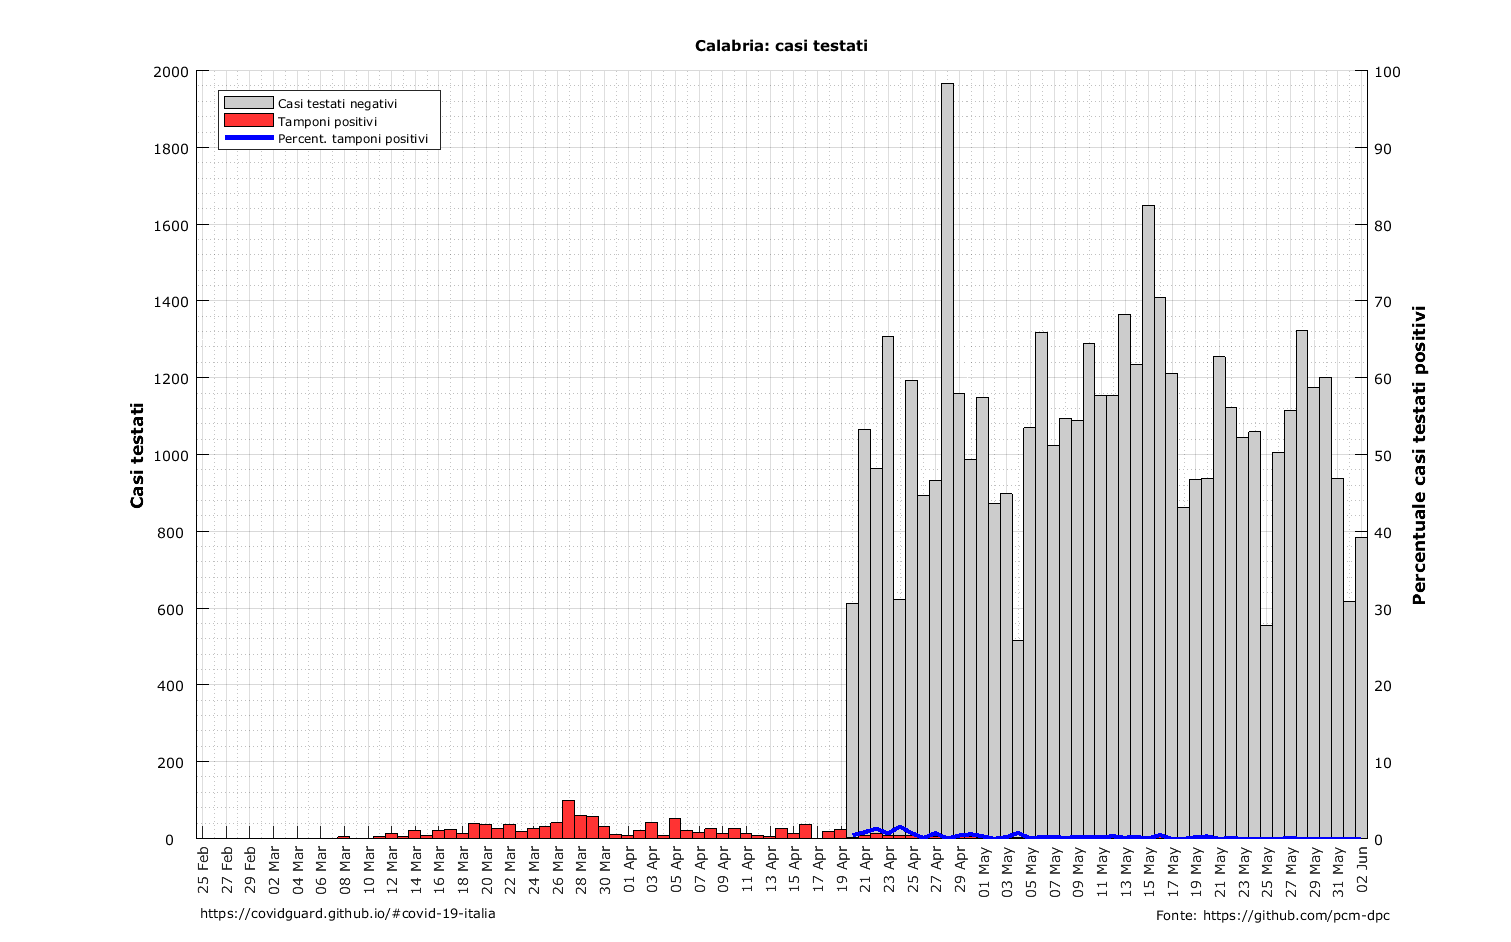 Calabria: casi testati
Casi testati negativi
Tamponi positivi
Percent. tamponi positivi
Casi testati
2000
1800
1600
1400
1200
1000
800
600
400
200
0
100
90
80
70
60
50
40
30
20
10
0
Percentuale casi testati positivi
25 Feb
27 Feb
29 Feb
02 Mar
04 Mar
06 Mar
08 Mar
10 Mar
12 Mar
14 Mar
16 Mar
18 Mar
20 Mar
22 Mar
24 Mar
26 Mar
28 Mar
30 Mar
01 Apr
03 Apr
05 Apr
07 Apr
09 Apr
11 Apr
13 Apr
15 Apr
17 Apr
19 Apr
21 Apr
23 Apr
25 Apr
27 Apr
29 Apr
01 May
03 May
05 May
07 May
09 May
11 May
13 May
15 May
17 May
19 May
21 May
23 May
25 May
27 May
29 May
31 May
02 Jun
https://covidguard.github.io/#covid-19-italia
Fonte: https://github.com/pcm-dpc